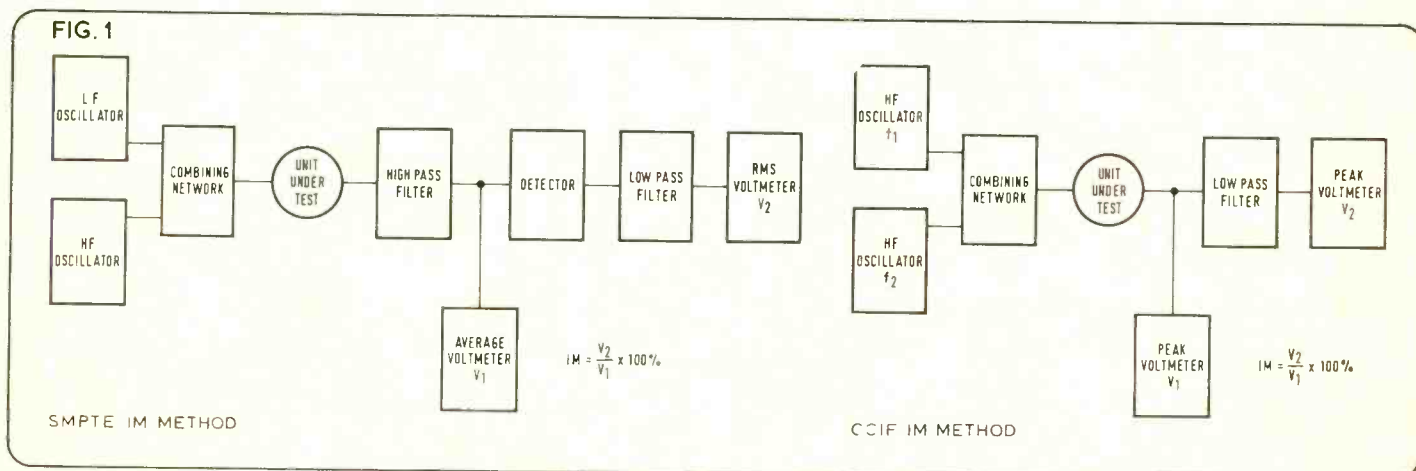 FIG. 1
LF
OSCILLATOR
HF
OSCILLATOR
COMBINING
NETWORK
UNIT
UNDER
TEST
HIGH PASS
FILTER
DETECTOR
LOW PASS
FILTER
RMS
VOLTMETER
V2
AVERAGE
VOLTMETER
V1
IM = V2/V1 x 100%
SMPTE IM METHOD
HF
OSCILLATOR
f1
HF
OSCILLATOR
f2
COMBINING
NETWORK
UNIT
UNDER
TEST
LOW PASS
FILTER
PEAK
VOLTMETER
V2
PEAK
VOLTMETER
V1
IM = V2/V1 x 100%
CCIF IM METHOD